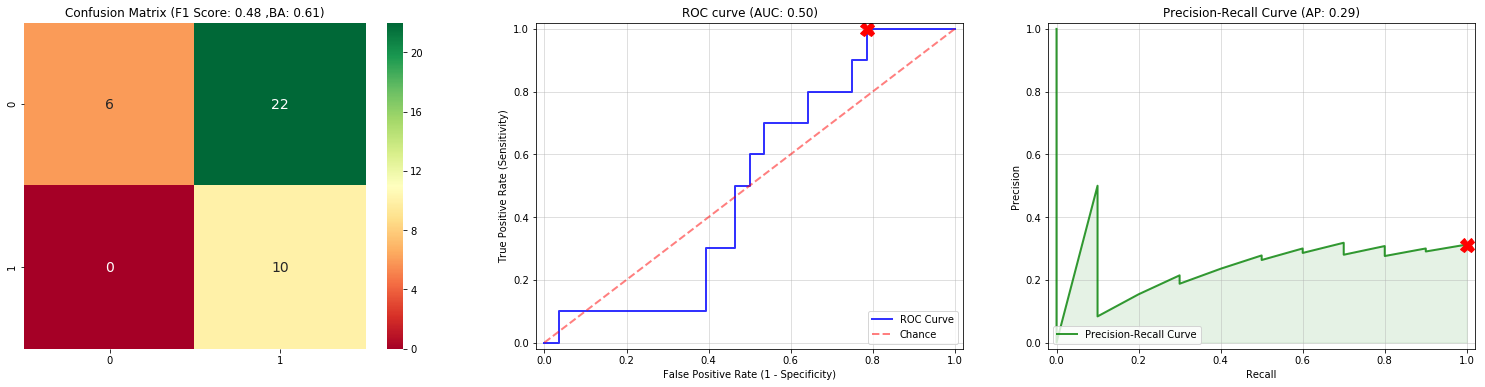 Confusion Matrix (F1 Score: 0.48 ,BA: 0.61)
0
1
6
22
0
10
0
1
20
16
12
8
4
0
ROC curve (AUC: 0.50)
True Positive Rate (Sensitivity)
1.0
0.8
0.6
0.4
0.2
0.0
ROC Curve
Chance
0.0 0.2 0.4 0.6 0.8 1.0
False Positive Rate (1 - Specificity)
Precision-Recall Curve (AP: 0.29)
Precision
1.0
0.8
0.6
0.4
0.2
0.0
Precision-Recall Curve
0.0 0.2 0.4 0.6 0.8 1.0
Recall